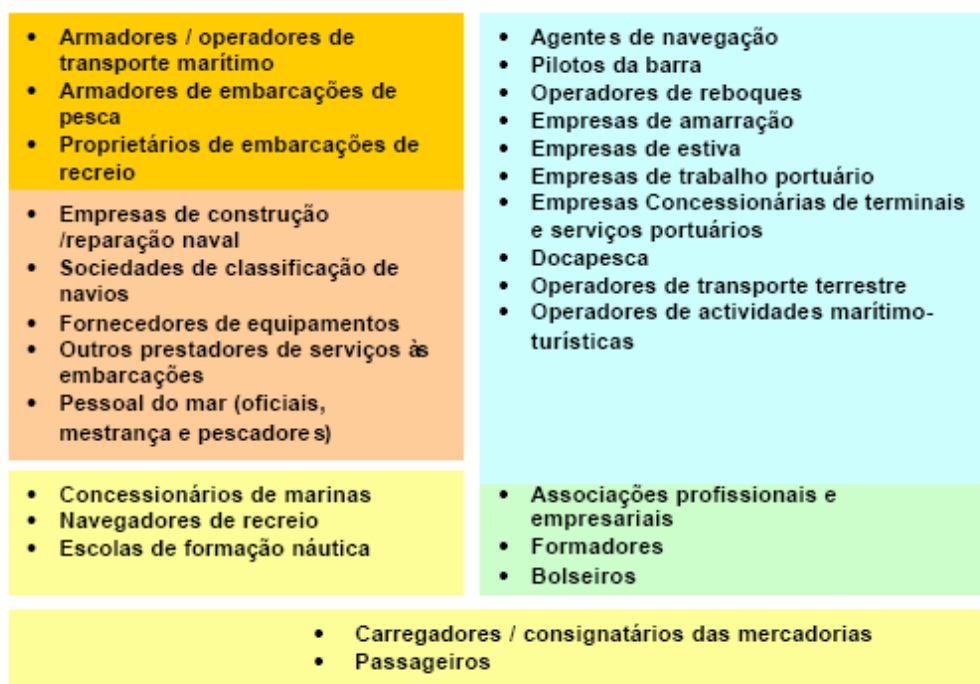 • Armadores / operadores de
transporte marítimo
• Armadores de embarcações de
pesca
• Proprietários de embarcações de
recreio
• Empresas de construção
/reparação naval
• Sociedades de classificação de
navios
• Fornecedores de equipamentos
• Outros prestadores de serviços às
embarcações
• Pessoal do mar (oficiais,
mestrança e pescadores)
• Concessionários de marinas
• Navegadores de recreio
• Escolas de formação náutica
• Agentes de navegação
• Pilotos da barra
• Operadores de reboques
• Empresas de amarração
• Empresas de estiva
• Empresas de trabalho portuário
• Empresas Concessionárias de terminais
e serviços portuários
• Docapesca
• Operadores de transporte terrestre
• Operadores de actividades marítimo-
turísticas
• Associações profissionais e
empresariais
• Formadores
• Bolseiros
• Carregadores / consignatários das mercadorias
• Passageiros